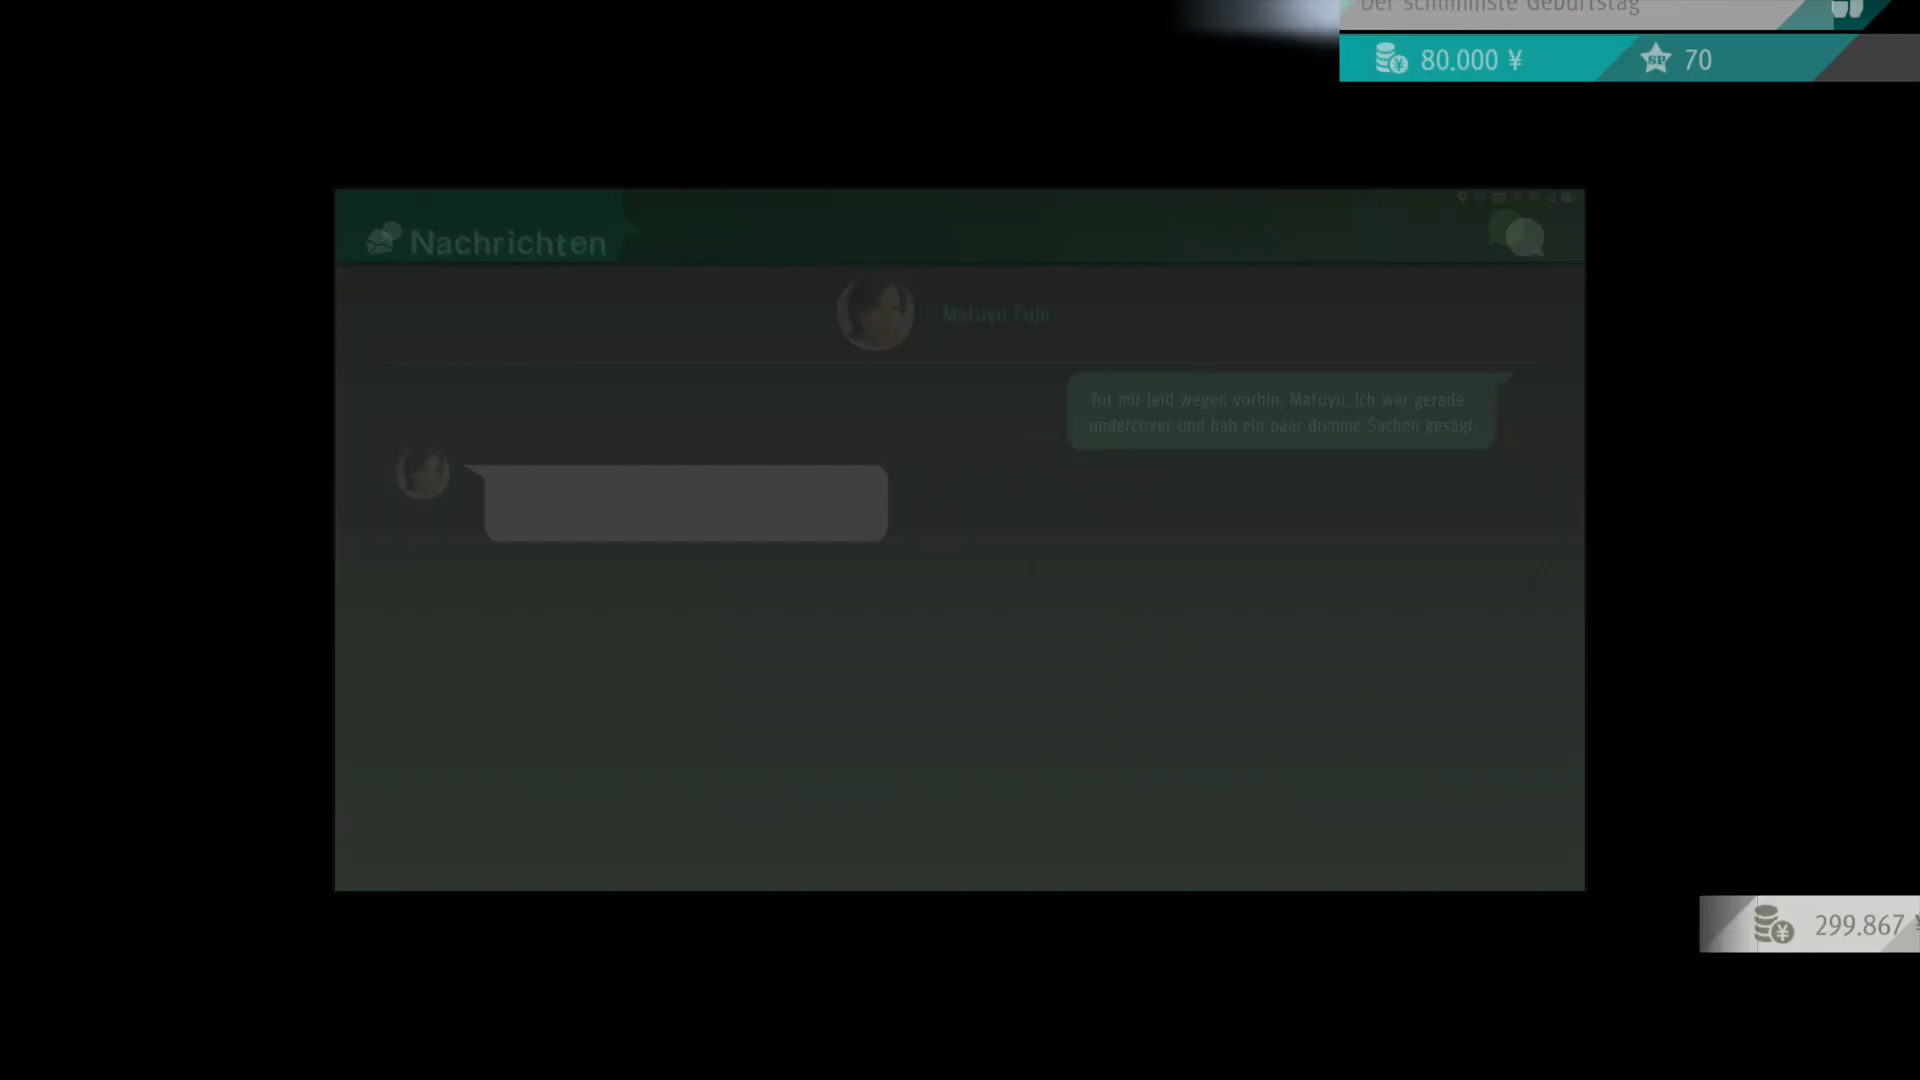 Der schlimmste Geburtstag
80.000 ¥
SP 70
Nachrichten
Mafuyu Fujii
Tut mir leid wegen vorhin, Mafuyu. Ich war gerade
undercover und hab ein paar dumme Sachen gesagt.
299.867 ¥